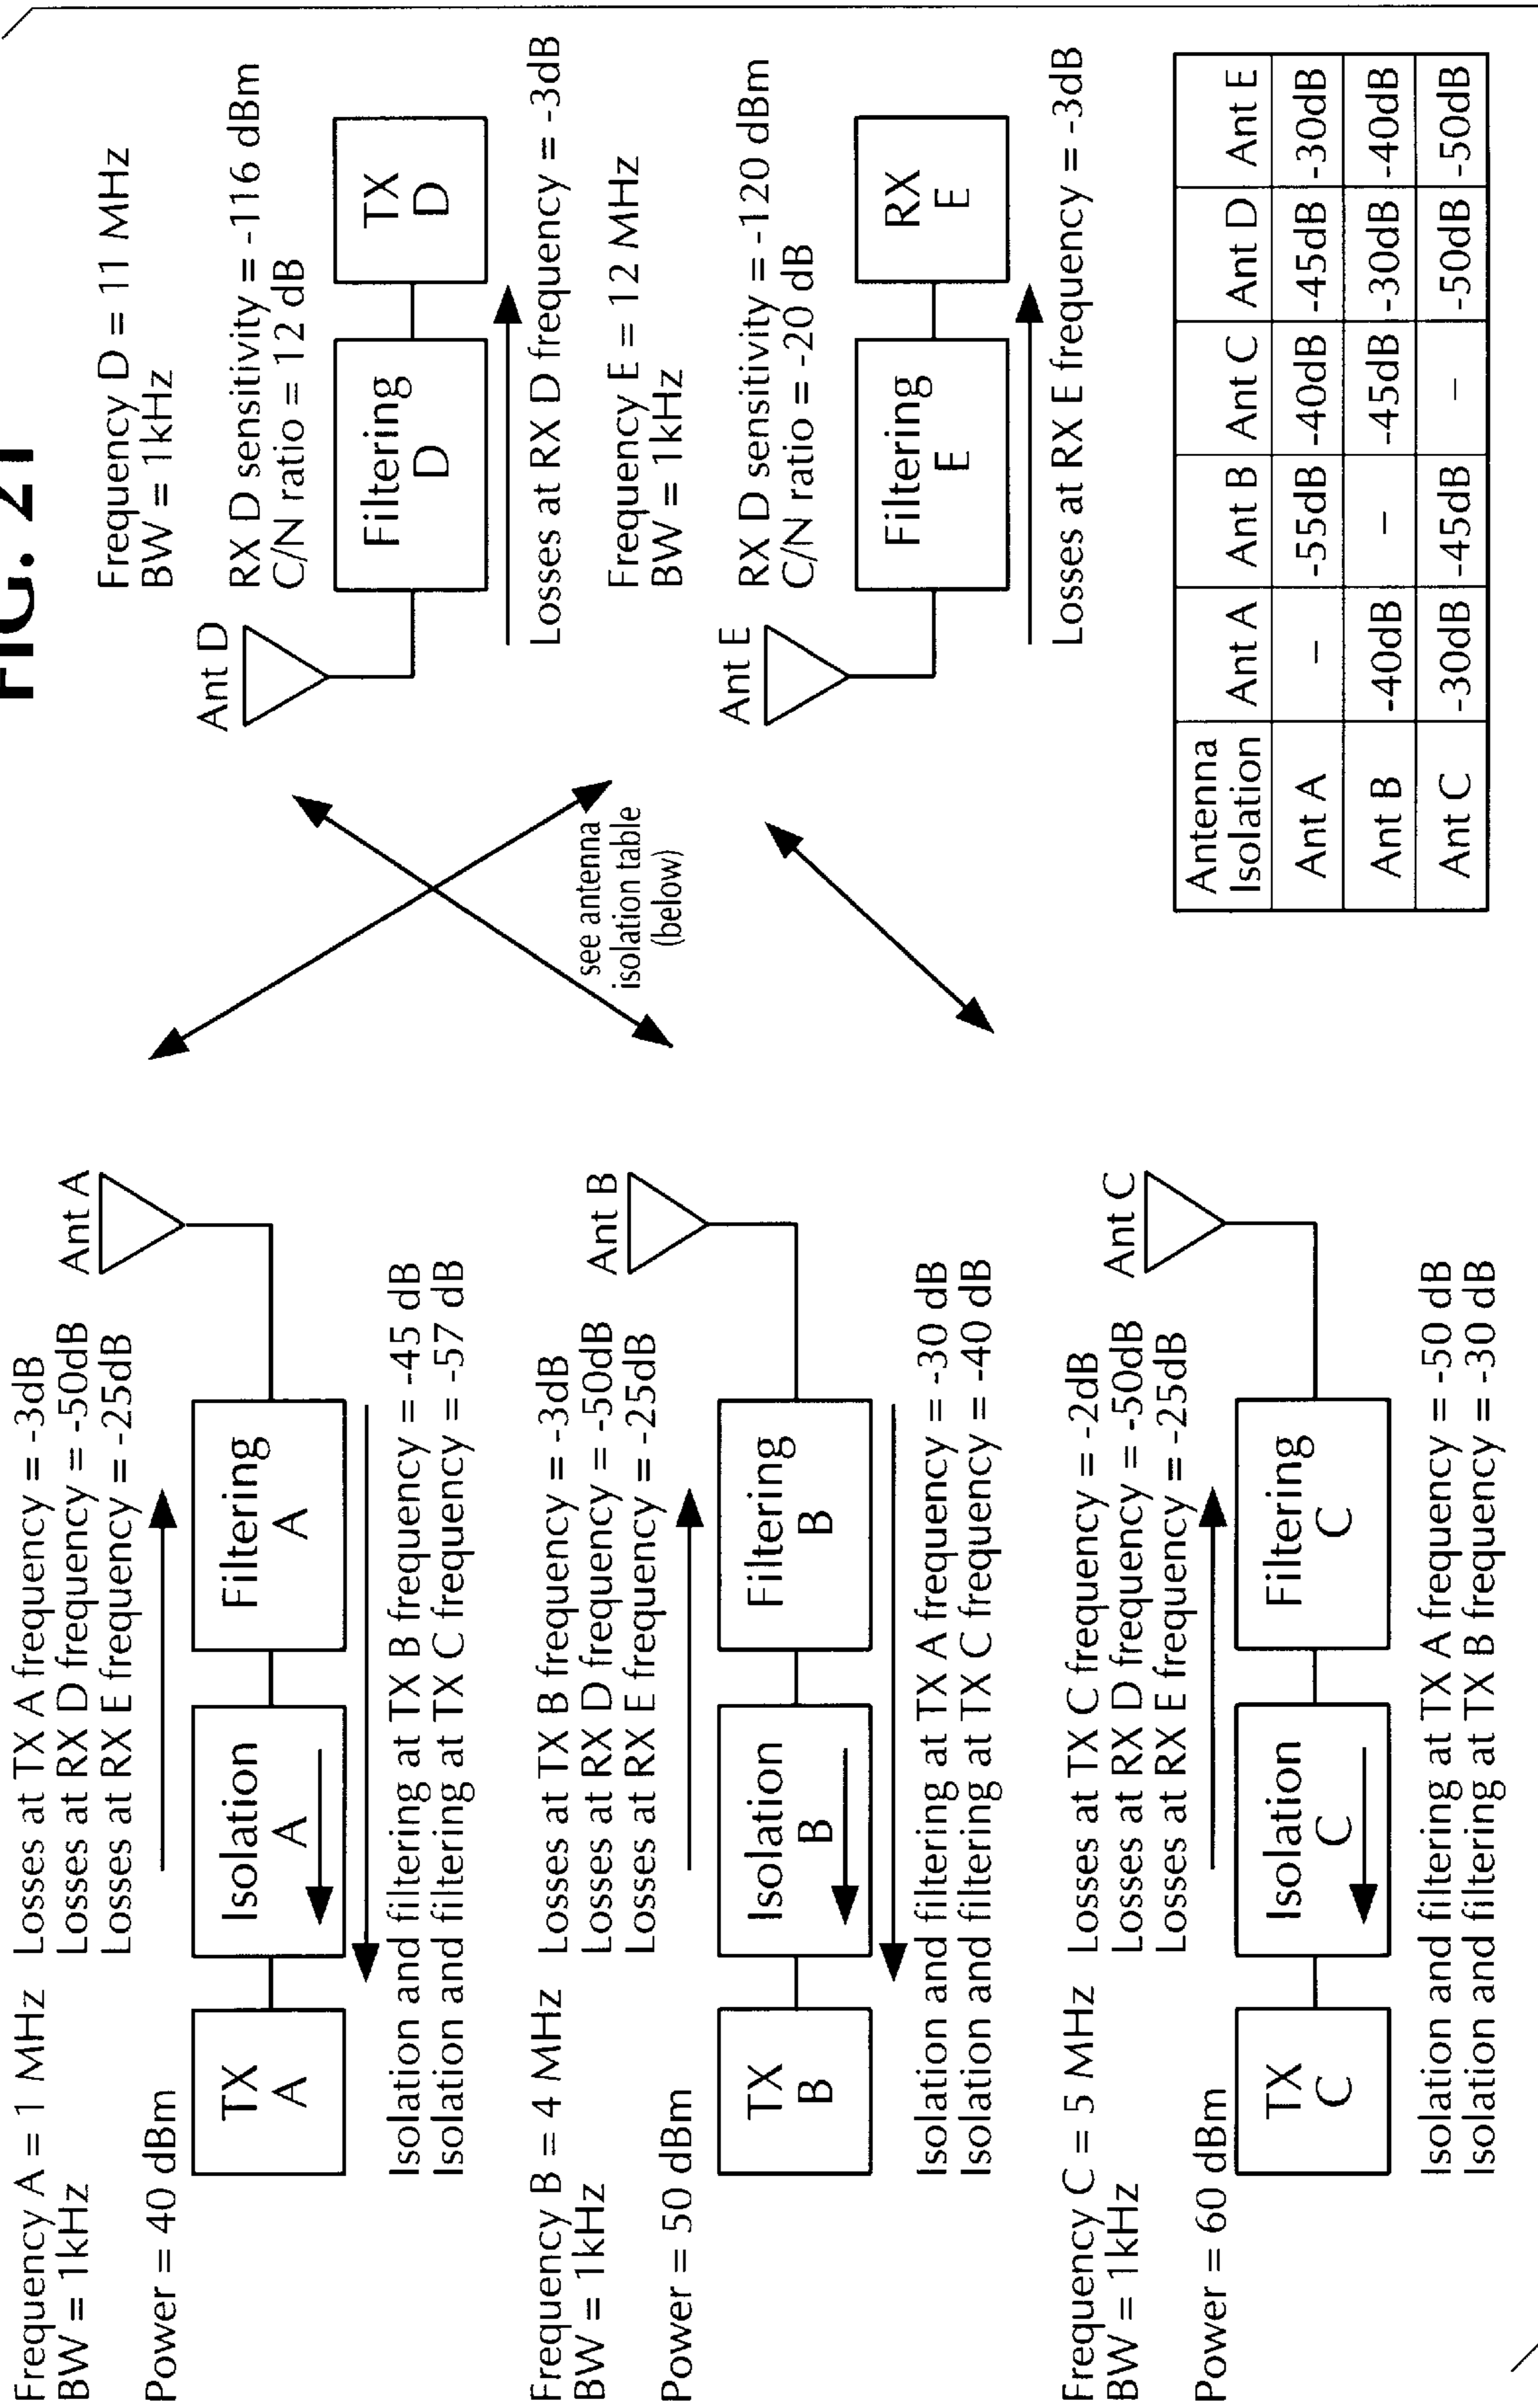 FIG. 21
Frequency A = 1 MHz
BW = 1kHz
Power = 40 dBm
Losses at TX A frequency = -3dB
Losses at RX D frequency = -50dB
Losses at RX E frequency = -25dB
Ant A
TX
A
Isolation
A
Filtering
A
Isolation and filtering at TX B frequency = -45 dB
Isolation and filtering at TX C frequency = -57 dB
Frequency B = 4 MHz
BW = 1kHz
Power = 50 dBm
Losses at TX B frequency = -3dB
Losses at RX D frequency = -50dB
Losses at RX E frequency = -25dB
Ant B
TX
B
Isolation
B
Filtering
B
Isolation and filtering at TX A frequency = -30 dB
Isolation and filtering at TX C frequency = -40 dB
Frequency C = 5 MHz
BW = 1kHz
Power = 60 dBm
Losses at TX C frequency = -2dB
Losses at RX D frequency = -50dB
Losses at RX E frequency = -25dB
Ant C
TX
C
Isolation
C
Filtering
C
Isolation and filtering at TX A frequency = -50 dB
Isolation and filtering at TX B frequency = -30 dB
see antenna
isolation table
(below)
Frequency D = 11 MHz
BW = 1kHz
RX D sensitivity = -116 dBm
C/N ratio = 12 dB
Ant D
Filtering
D
TX
D
Losses at RX D frequency = -3dB
Frequency E = 12 MHz
BW = 1kHz
RX D sensitivity = -120 dBm
C/N ratio = -20 dB
Ant E
Filtering
E
RX
E
Losses at RX E frequency = -3dB
Antenna
Isolation Ant A Ant B Ant C Ant D Ant E
Ant A – -55dB -40dB -45dB -30dB
Ant B -40dB – -45dB -30dB -40dB
Ant C -30dB -45dB – -50dB -50dB